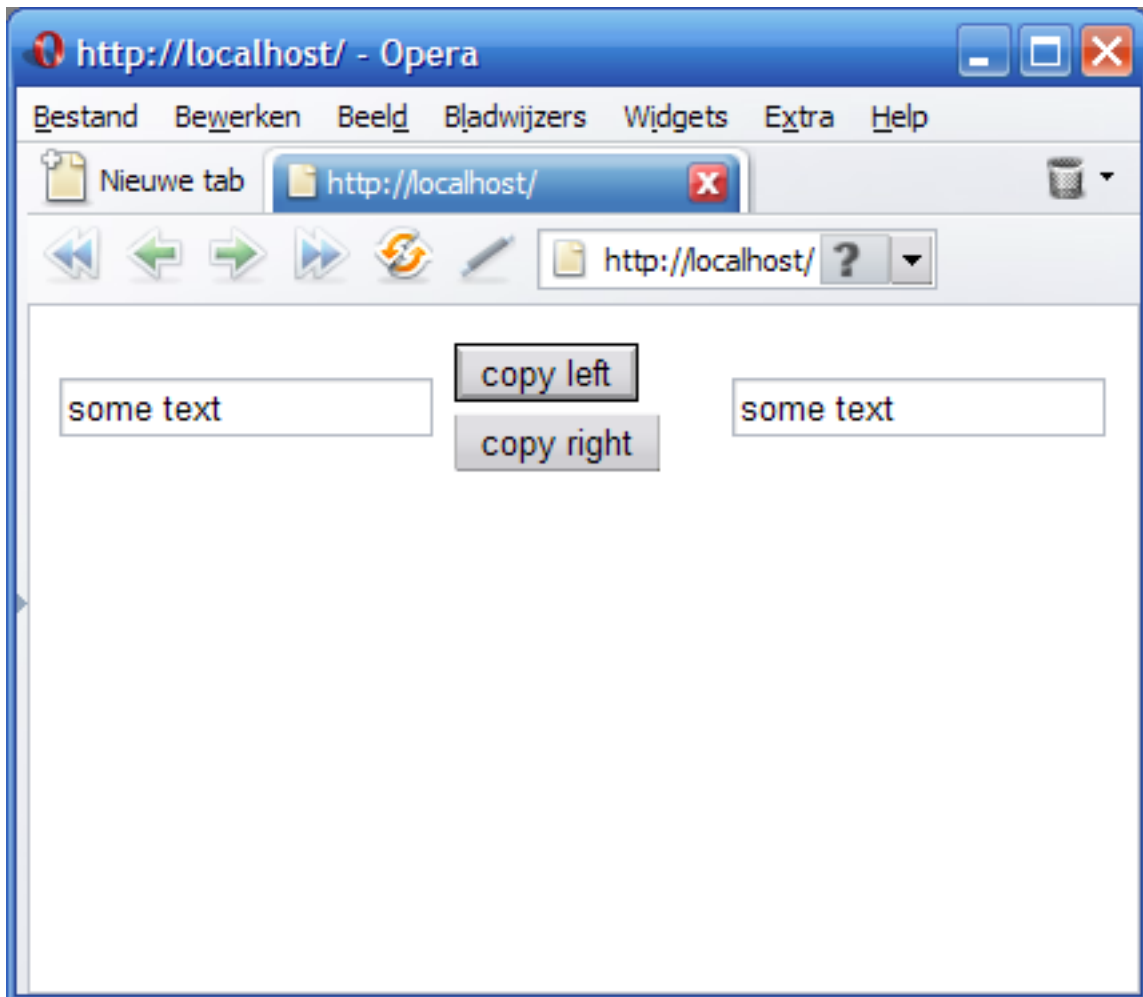 http://localhost/ - Opera
Bestand Bewerken Beeld Bladwijzers Widgets Extra Help
Nieuwe tab http://localhost/
http://localhost/ ?
copy left
some text some text
copy right